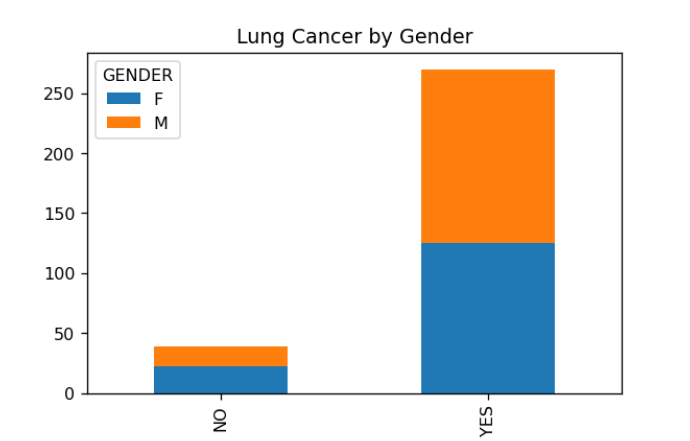 Lung Cancer by Gender
GENDER
F
M
250
200
150
100
50
0
NO
YES